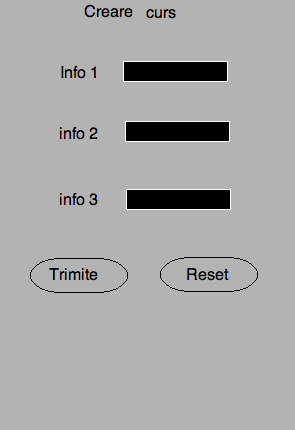 Creare curs
Info 1
info 2
info 3
Trimite Reset